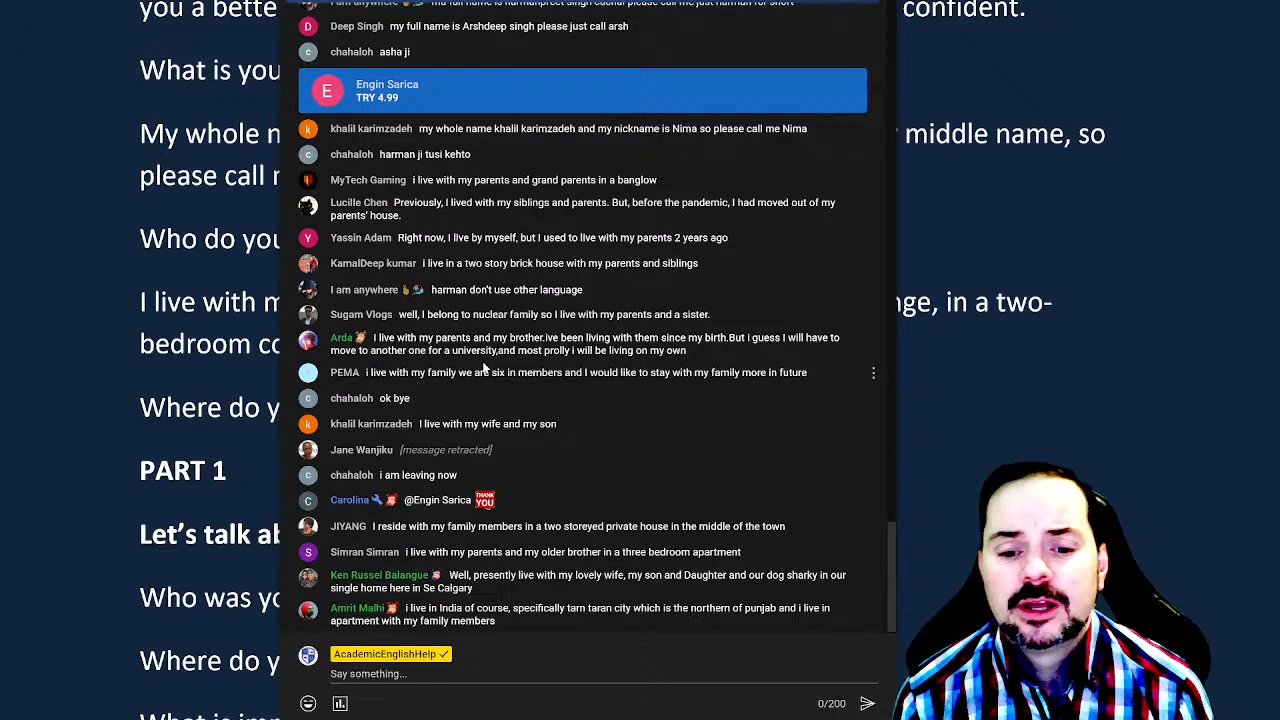 you a bette
confident.
What is you
My whole n
middle name, so
please call r
Who do you
I live with m
nge, in a two-
bedroom co
Where do y
PART 1
Let's talk ab
Who was yo
Where do y
Deep Singh my full name is Arshdeep singh please just call arsh
chahaloh asha ji
E
Engin Sarica
TRY 4.99
khalil karimzadeh my whole name khalil karimzadeh and my nickname is Nima so please call me Nima
chahaloh harman ji tusi kehto
MyTech Gaming i live with my parents and grand parents in a banglow
Lucille Chen Previously, I lived with my siblings and parents. But, before the pandemic, I had moved out of my
parents' house.
Yassin Adam Right now, I live by myself, but I used to live with my parents 2 years ago
KamalDeep kumar i live in a two story brick house with my parents and siblings
I am anywhere harman don't use other language
Sugam Vlogs well, I belong to nuclear family so I live with my parents and a sister.
Arda I live with my parents and my brother.ive been living with them since my birth.But i guess I will have to
move to another one for a university,and most prolly i will be living on my own
PEMA i live with my family we are six in members and I would like to stay with my family more in future
chahaloh ok bye
khalil karimzadeh I live with my wife and my son
Jane Wanjiku [message retracted]
chahaloh i am leaving now
Carolina @Engin Sarica THANK YOU
JIYANG I reside with my family members in a two storeyed private house in the middle of the town
Simran Simran i live with my parents and my older brother in a three bedroom apartment
Ken Russel Balangue Well, presently live with my lovely wife, my son and Daughter and our dog sharky in our
single home here in Se Calgary
Amrit Malhi i live in India of course, specifically tarn taran city which is the northern of punjab and i live in
apartment with my family members
AcademicEnglishHelp ✓
Say something...
0/200